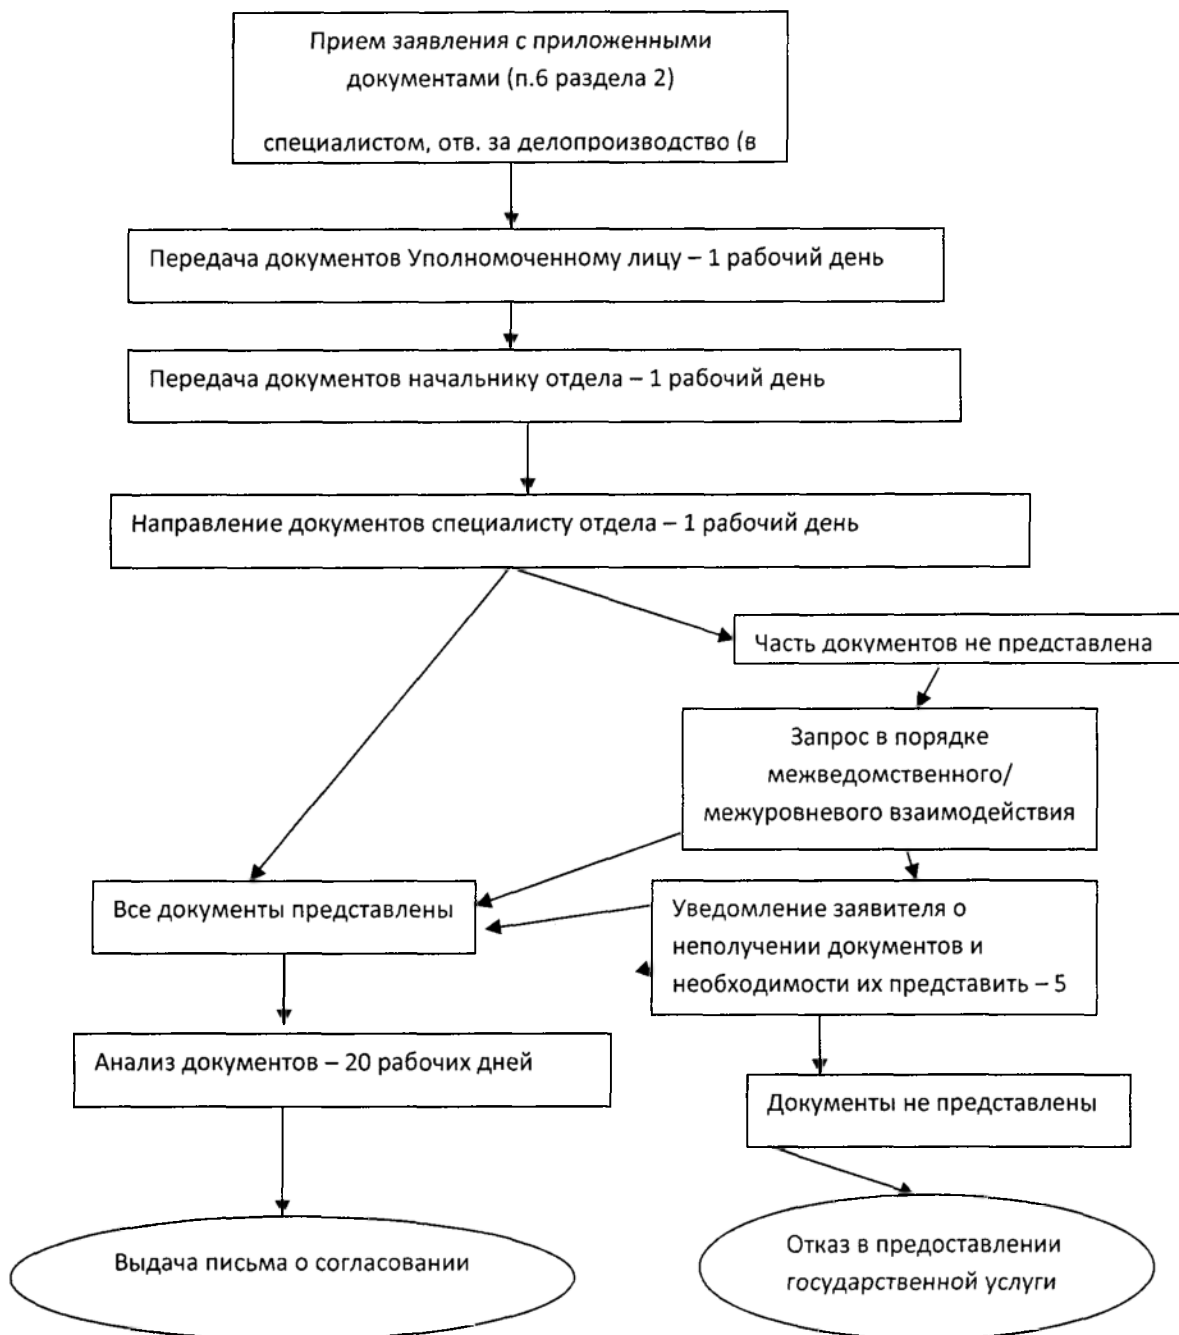 Прием заявления с приложенными
документами (п.6 раздела 2)
специалистом, отв. за делопроизводство (в
Передача документов Уполномоченному лицу – 1 рабочий день
Передача документов начальнику отдела – 1 рабочий день
Направление документов специалисту отдела – 1 рабочий день
Часть документов не представлена
Запрос в порядке
межведомственного/
межуровневого взаимодействия
Все документы представлены
Уведомление заявителя о
неполучении документов и
необходимости их представить – 5
Анализ документов – 20 рабочих дней
Документы не представлены
Выдача письма о согласовании
Отказ в предоставлении
государственной услуги